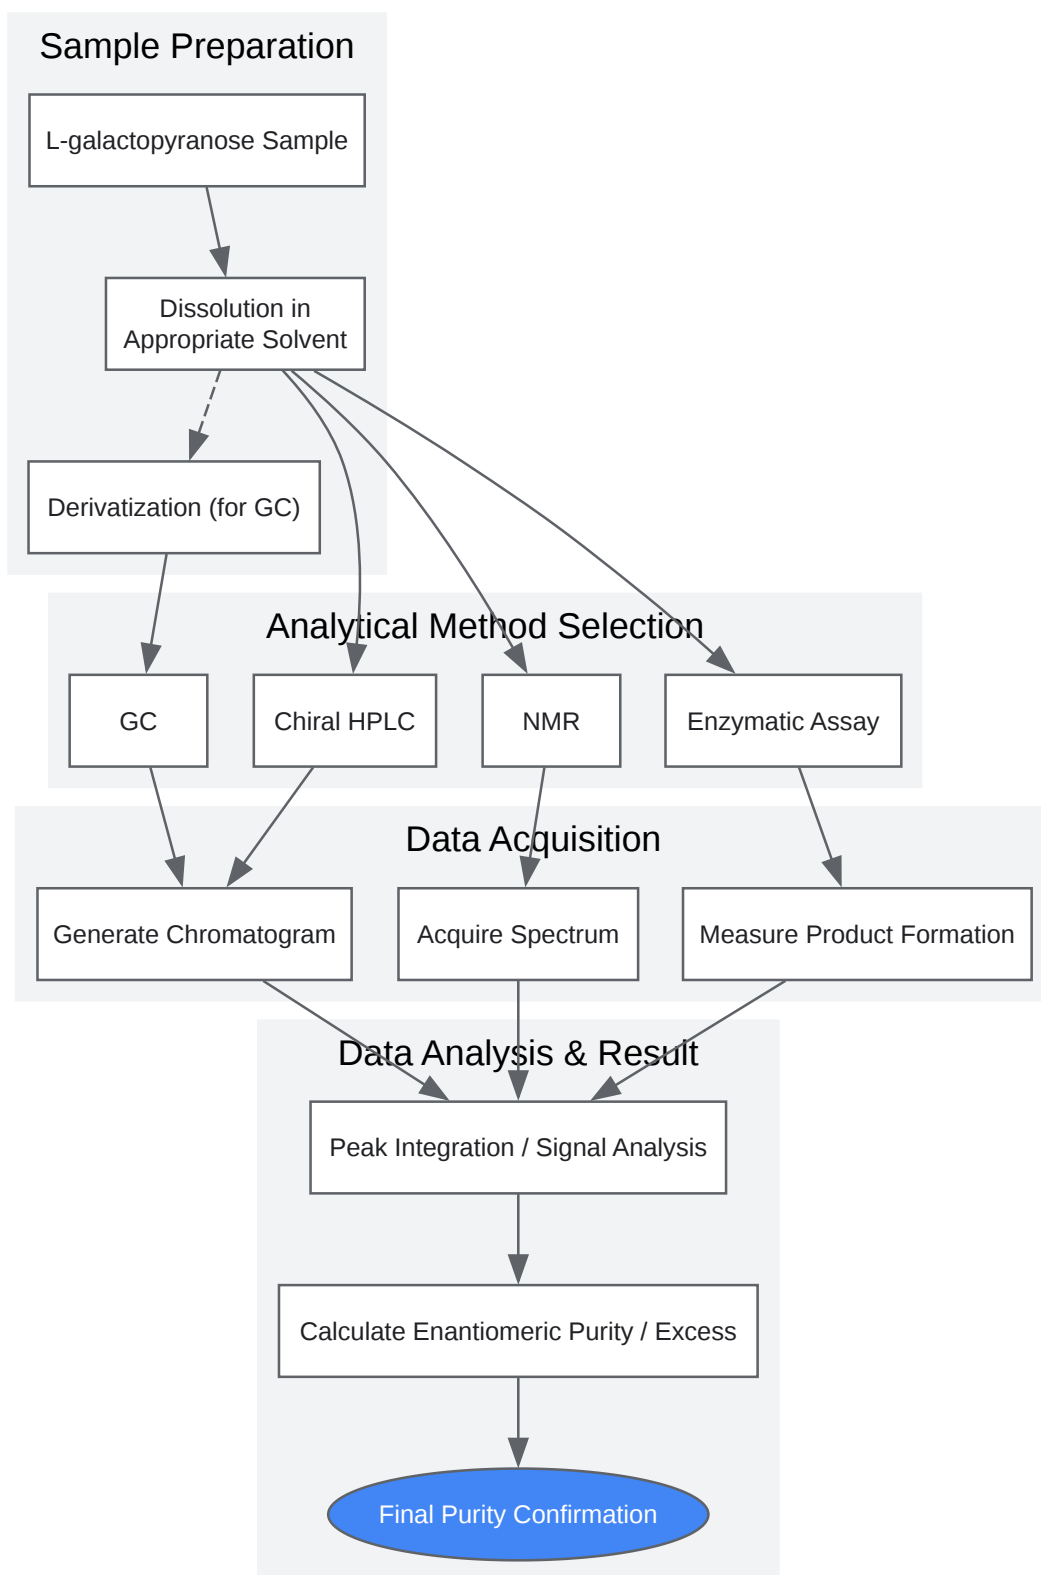 Sample Preparation
L-galactopyranose Sample
Dissolution in
Appropriate Solvent
Derivatization (for GC)
Analytical Method Selection
GC
Chiral HPLC
NMR
Enzymatic Assay
Data Acquisition
Generate Chromatogram
Acquire Spectrum
Measure Product Formation
Data Analysis & Result
Peak Integration / Signal Analysis
Calculate Enantiomeric Purity / Excess
Final Purity Confirmation